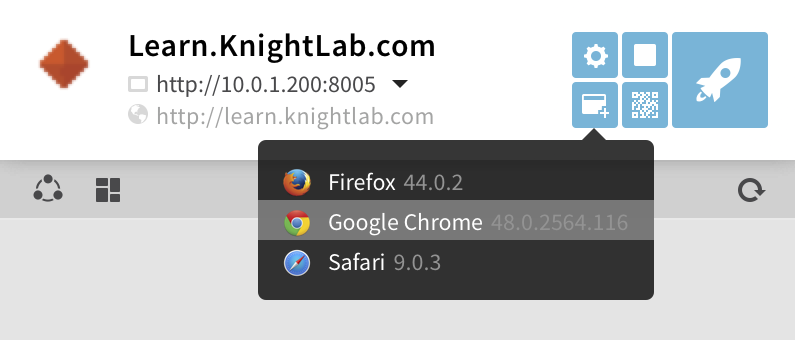 Learn.KnightLab.com
http://10.0.1.200:8005
http://learn.knightlab.com
Firefox 44.0.2
Google Chrome 48.0.2564.116
Safari 9.0.3